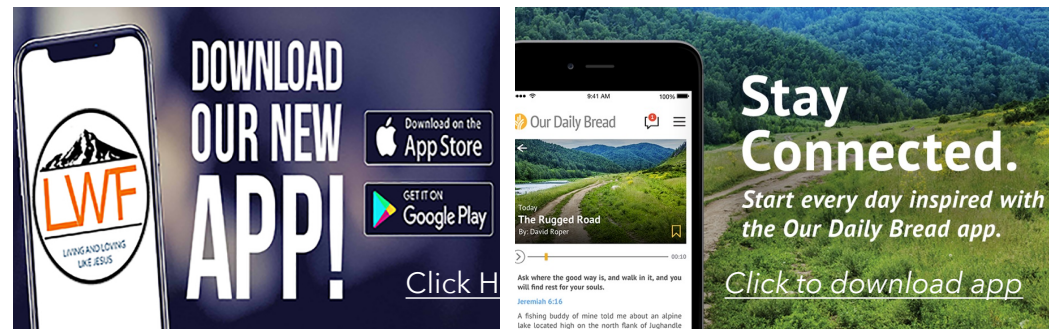 DOWNLOAD
OUR NEW
APP!
LWF
LIVING AND LOVING
LIKE JESUS
Download on the
App Store
GET IT ON
Google Play
Click H
9:41 AM
100%
Our Daily Bread
1
Today
The Rugged Road
By: David Roper
00:10
Ask where the good way is, and walk in it, and you
will find rest for your souls.
Jeremiah 6:16
A fishing buddy of mine told me about an alpine
lake located high on the north flank of Jughandle
Stay
Connected.
Start every day inspired with
the Our Daily Bread app.
Click to download app